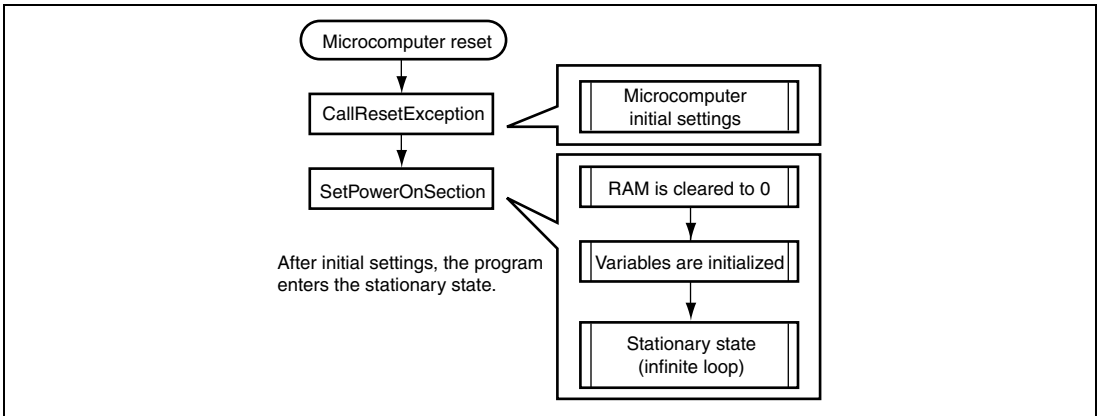 Microcomputer reset
CallResetException
SetPowerOnSection
After initial settings, the program
enters the stationary state.
Microcomputer
initial settings
RAM is cleared to 0
Variables are initialized
Stationary state
(infinite loop)